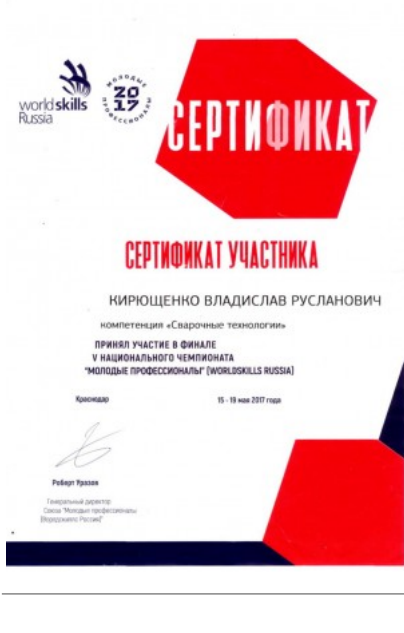 worldskills
Russia
МОЛОДЫЕ
2017
ПРОФЕССИОНАЛЫ
СЕРТИФИКАТ
СЕРТИФИКАТ УЧАСТНИКА
КИРЮЩЕНКО ВЛАДИСЛАВ РУСЛАНОВИЧ
компетенция «Сварочные технологии»
ПРИНЯЛ УЧАСТИЕ В ФИНАЛЕ
V НАЦИОНАЛЬНОГО ЧЕМПИОНАТА
"МОЛОДЫЕ ПРОФЕССИОНАЛЫ" (WORLDSKILLS RUSSIA)
Краснодар
15 - 19 мая 2017 года
Роберт Уразов
Генеральный директор
Союза "Молодые профессионалы
(Ворлдскиллс Россия)"